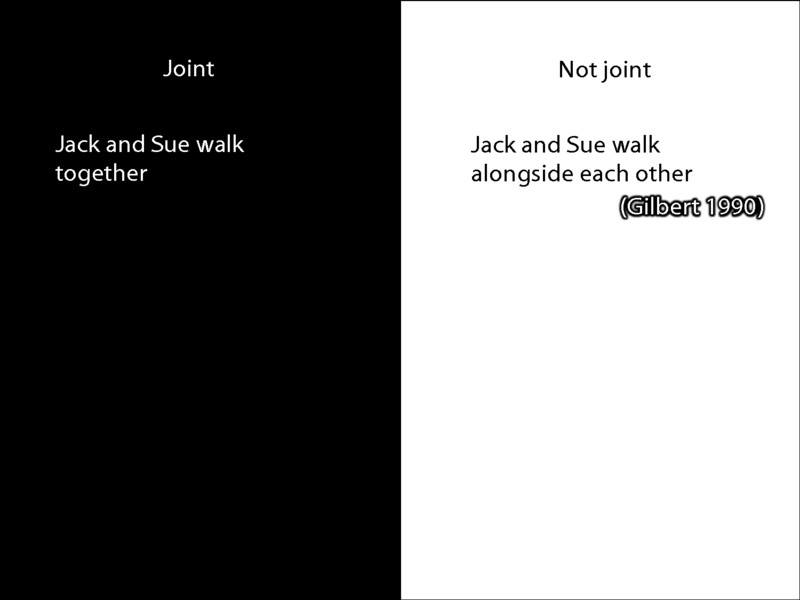 Joint
Jack and Sue walk
together
Not joint
Jack and Sue walk
alongside each other
(Gilbert 1990)